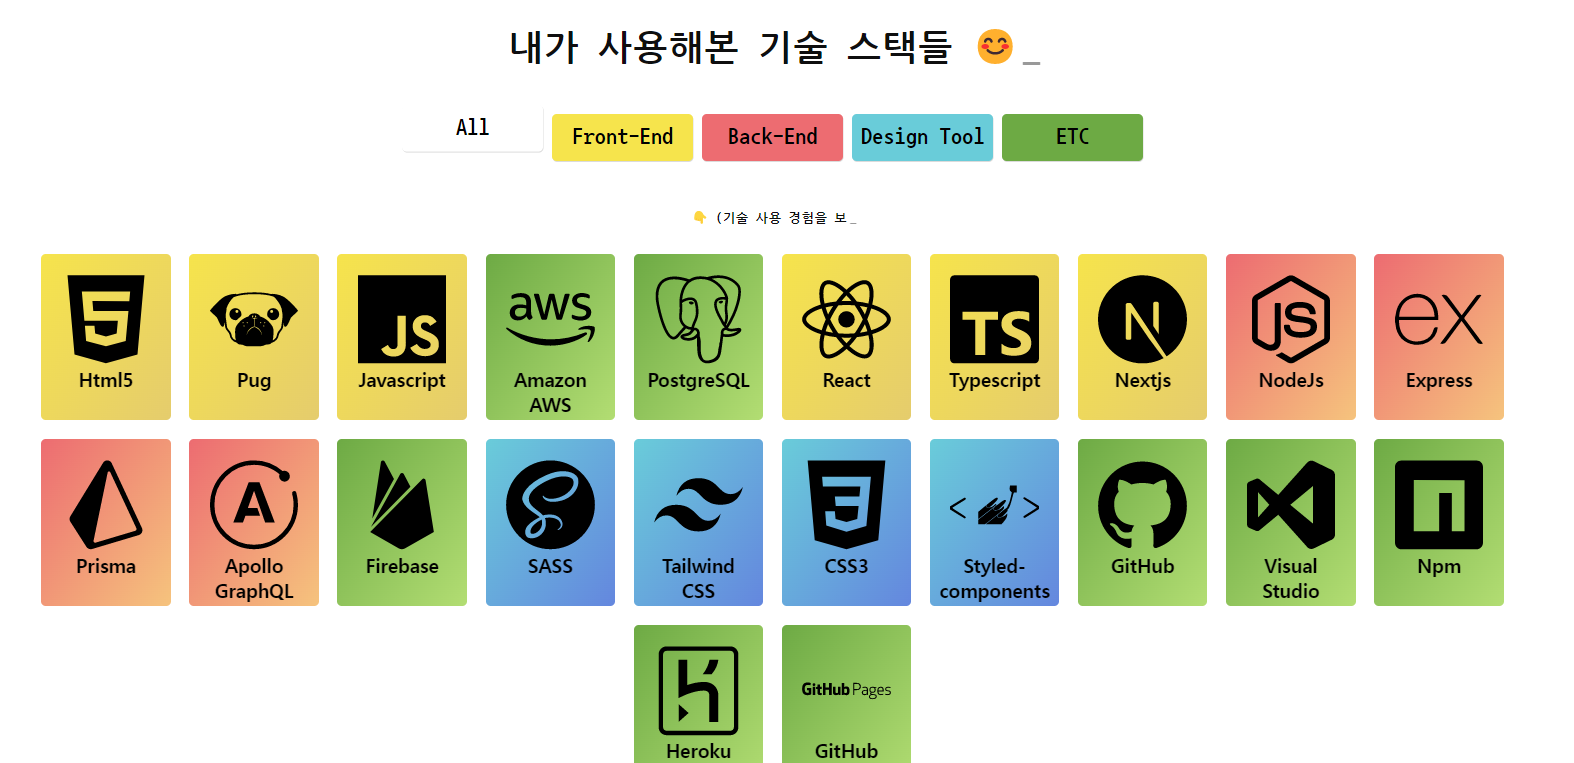 내가 사용해본 기술 스택들 😊_
All
Front-End
Back-End
Design Tool
ETC
👇 (기술 사용 경험을 보_
JS
aws
TS
N
JS
ex
Html5
Pug
Javascript
Amazon
AWS
PostgreSQL
React
Typescript
Nextjs
NodeJs
Express
A
< >
Prisma
Apollo
GraphQL
Firebase
SASS
Tailwind
CSS
CSS3
Styled-
components
GitHub
Visual
Studio
Npm
GitHub Pages
Heroku
GitHub